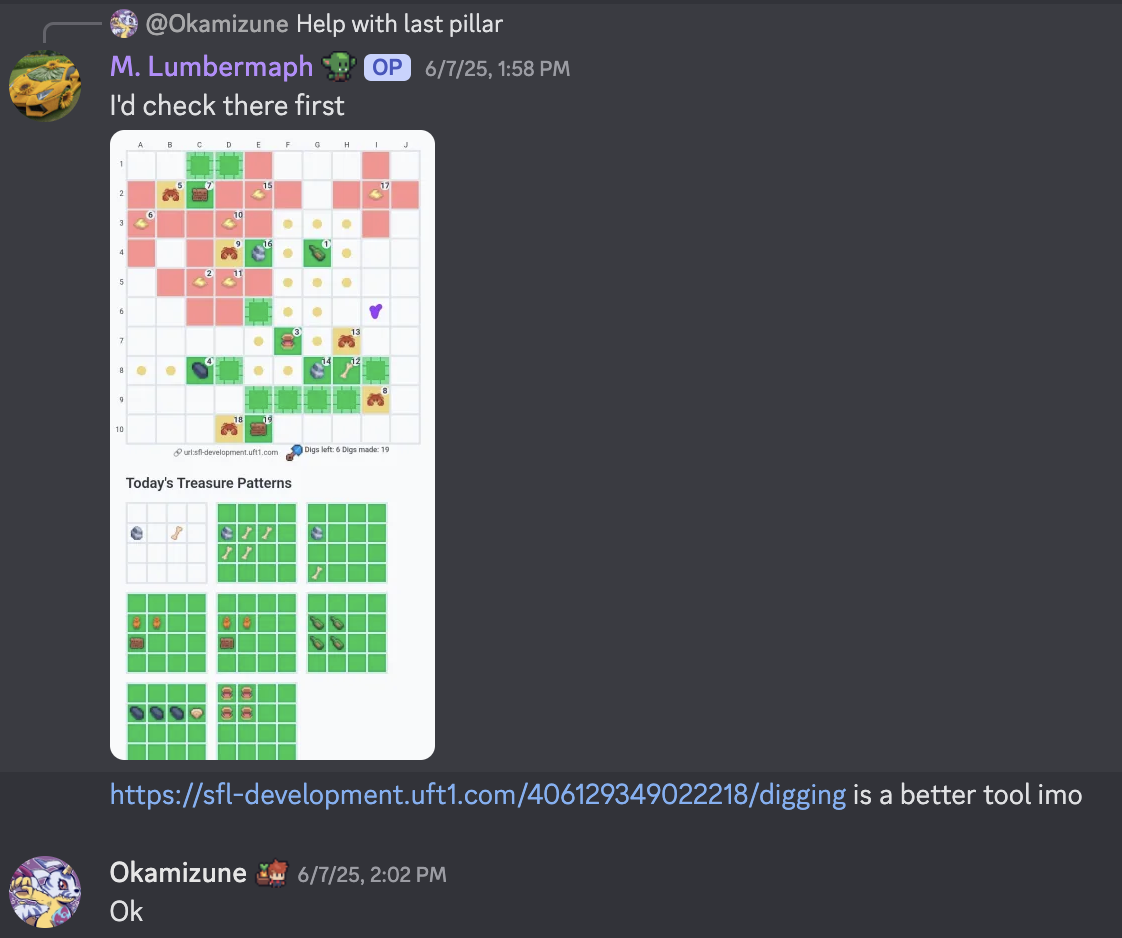 @Okamizune Help with last pillar
M. Lumbermaph OP 6/7/25, 1:58 PM
I'd check there first
A B C D E F G H I J
1
2 5 7 15 17
3 6 10
4 9 16 1
5 2 11
6
7 3 13
8 4 14 12
9 8
10 18 19
url:sfl-development.uft1.com Digs left: 6 Digs made: 19
Today's Treasure Patterns
https://sfl-development.uft1.com/406129349022218/digging is a better tool imo
Okamizune 6/7/25, 2:02 PM
Ok